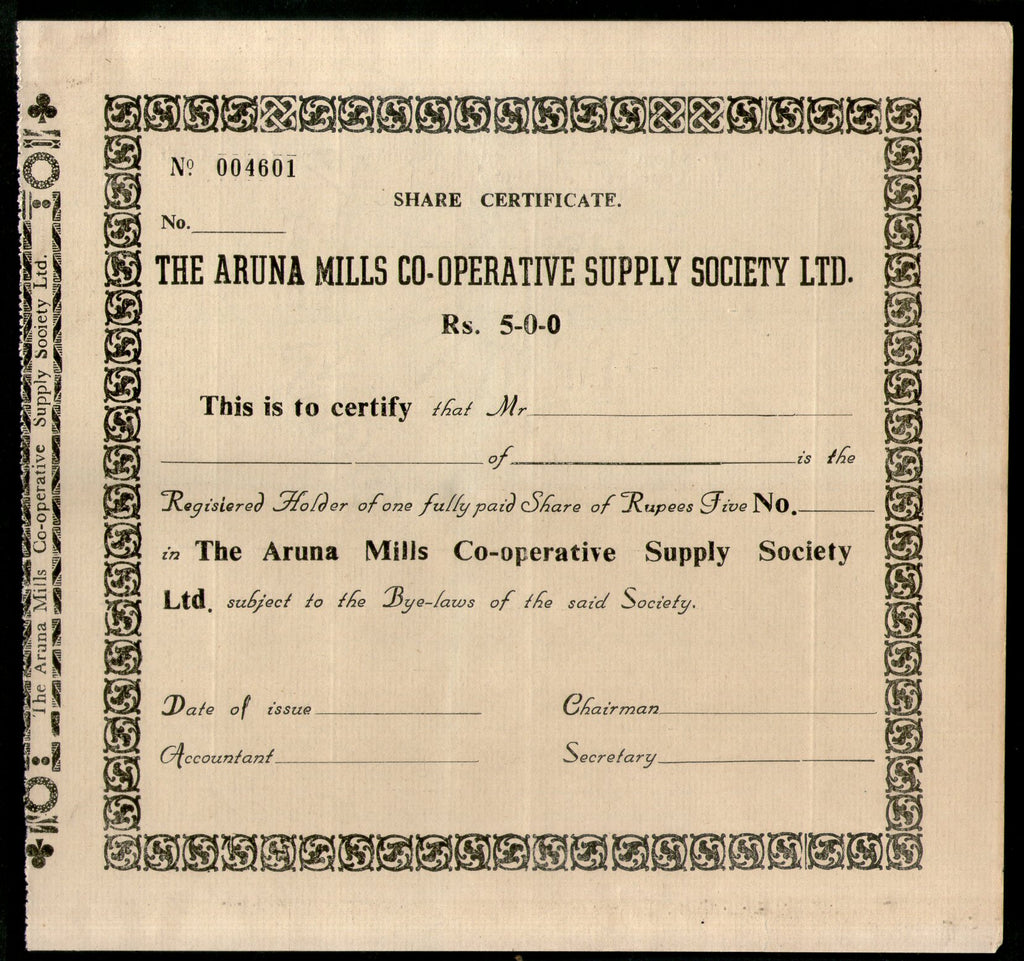 Nº 004601
SHARE CERTIFICATE.
No.
THE ARUNA MILLS CO-OPERATIVE SUPPLY SOCIETY LTD.
Rs. 5-0-0
This is to certify that Mr
of is the
Registered Holder of one fully paid Share of Rupees Five No.
in The Aruna Mills Co-operative Supply Society
Ltd. subject to the Bye-laws of the said Society.
Date of issue Chairman
Accountant Secretary
The Aruna Mills Co-operative Supply Society Ltd.